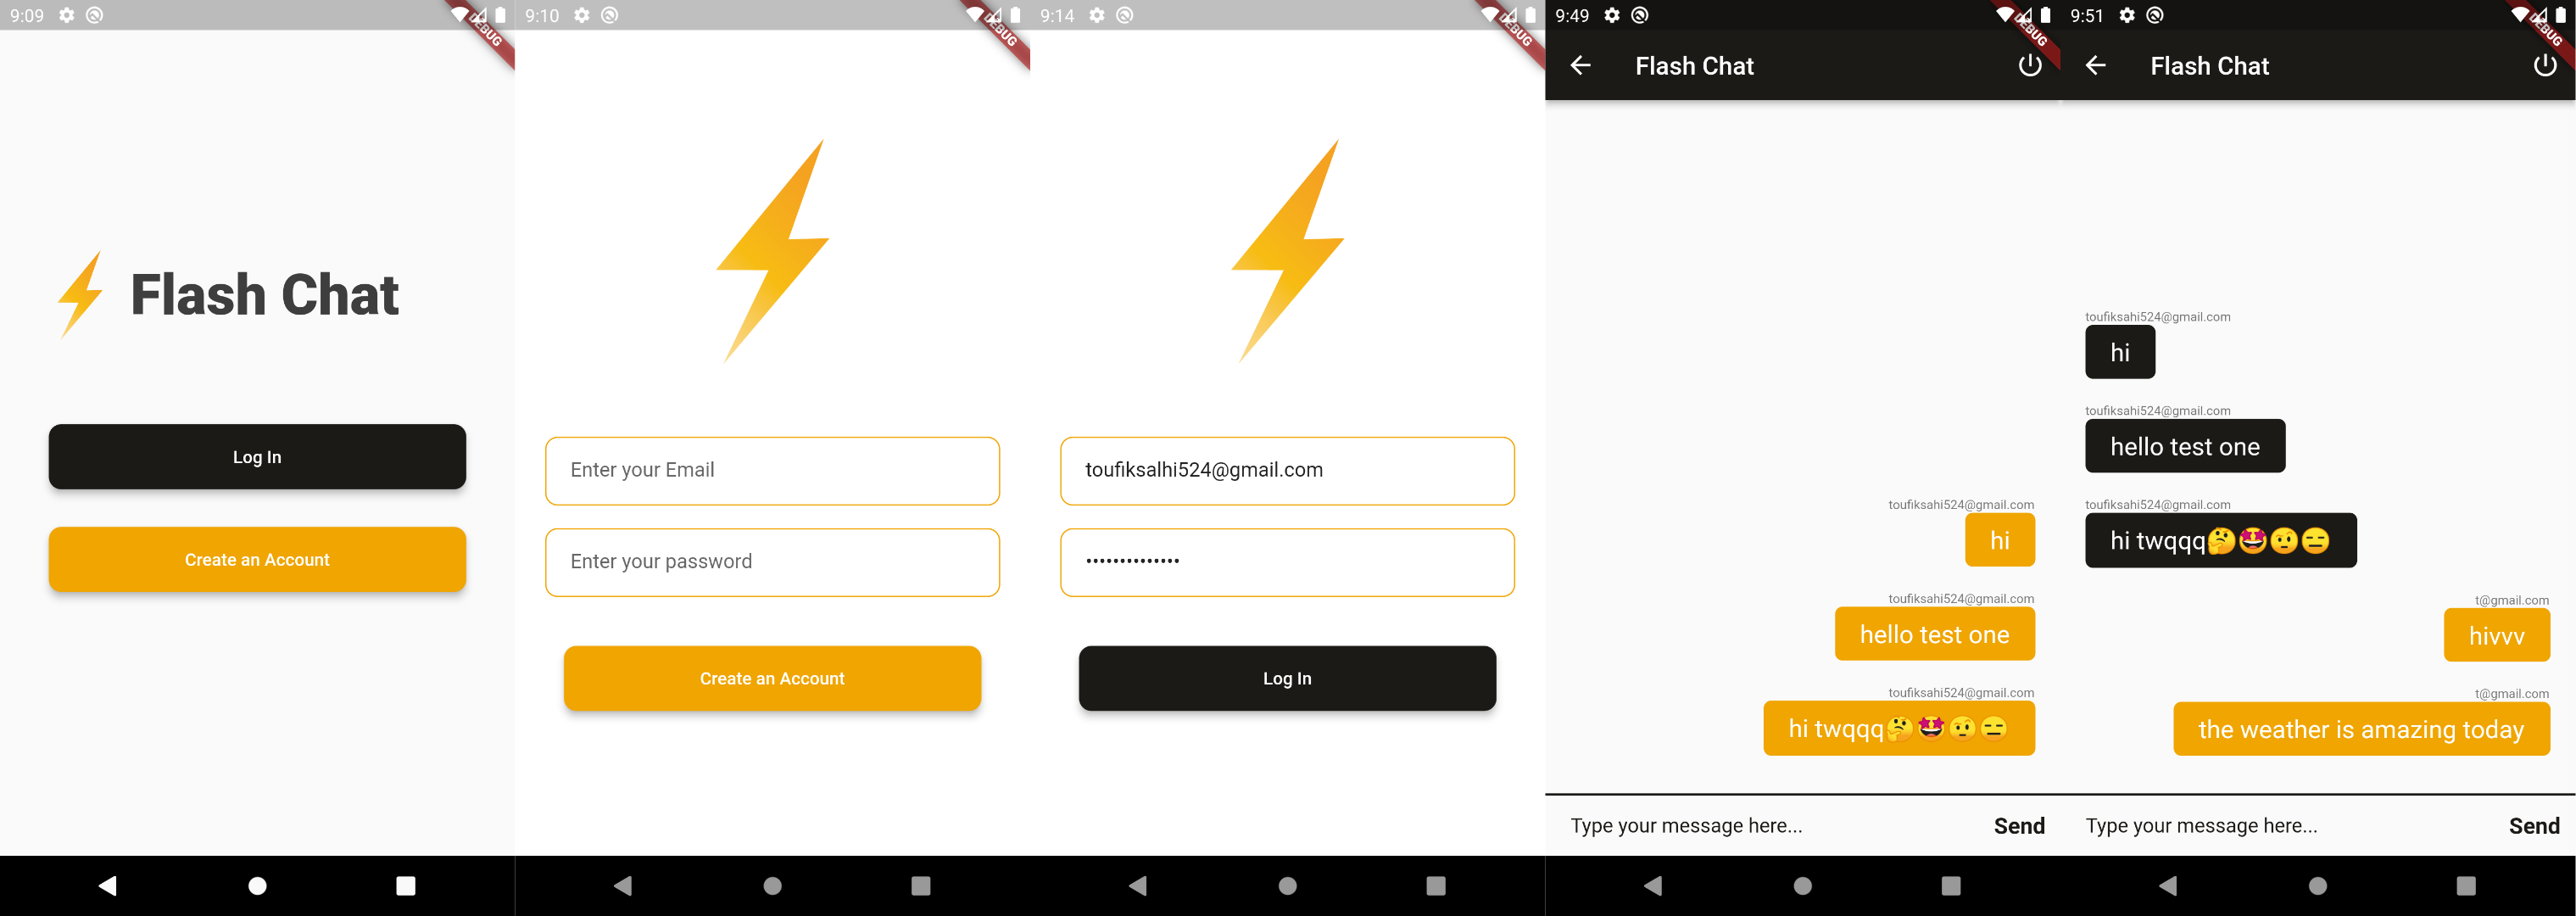 9:09
DEBUG
Flash Chat
Log In
Create an Account
9:10
DEBUG
Enter your Email
Enter your password
Create an Account
9:14
DEBUG
toufiksalhi524@gmail.com
••••••••••••••
Log In
9:49
DEBUG
Flash Chat
toufiksahi524@gmail.com
hi
toufiksahi524@gmail.com
hello test one
toufiksahi524@gmail.com
hi twqqq🤔🤩🤨😑
Type your message here... Send
9:51
DEBUG
Flash Chat
toufiksahi524@gmail.com
hi
toufiksahi524@gmail.com
hello test one
toufiksahi524@gmail.com
hi twqqq🤔🤩🤨😑
t@gmail.com
hivvv
t@gmail.com
the weather is amazing today
Type your message here... Send